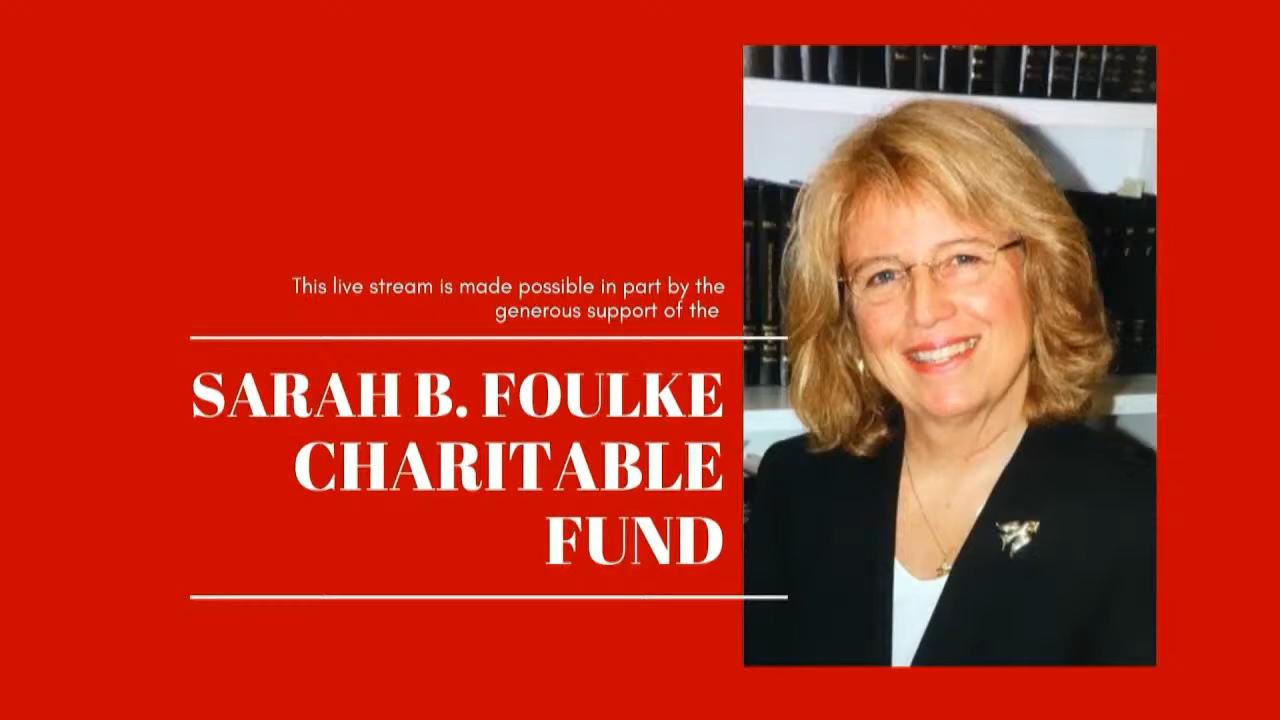 This live stream is made possible in part by the
generous support of the
SARAH B. FOULKE
CHARITABLE
FUND